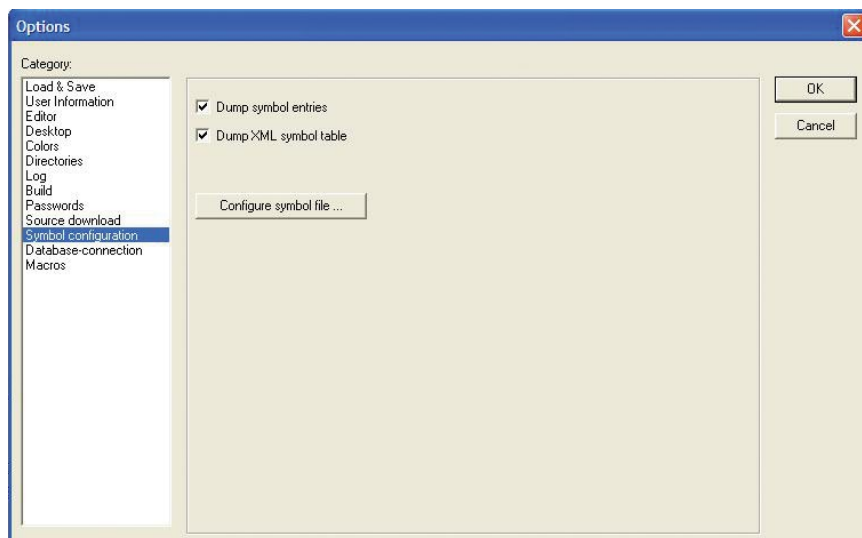 Options
Category:
Load & Save
User Information
Editor
Desktop
Colors
Directories
Log
Build
Passwords
Source download
Symbol configuration
Database-connection
Macros
Dump symbol entries
Dump XML symbol table
Configure symbol file ...
OK
Cancel